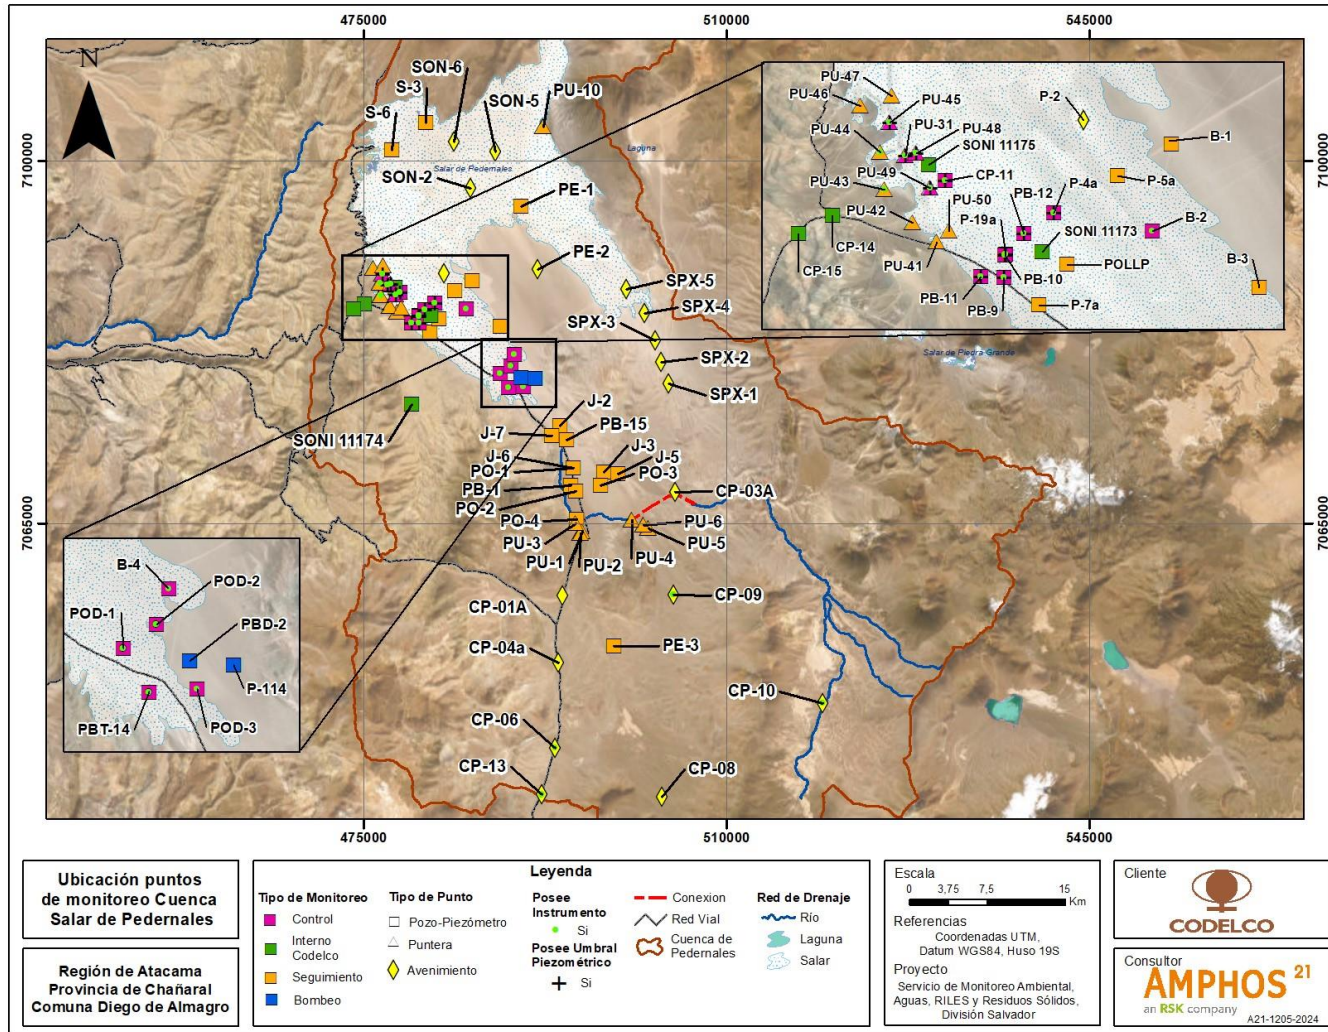 475000
510000
545000
N
SON-6
S-3
SON-5
PU-10
S-6
Laguna
7100000
7100000
Salar de Pedernales
SON-2
PE-1
PE-2
SPX-5
SPX-4
SPX-3
SPX-2
SPX-1
Salar de Piedra Grande
PU-47
PU-46
PU-45
P-2
PU-44
PU-31
PU-48
B-1
SONI 11175
PU-49
CP-11
P-5a
PU-43
PB-12
P-4a
PU-50
PU-42
P-19a
B-2
CP-14
SONI 11173
PU-41
POLLP
B-3
CP-15
PB-11
PB-10
PB-9
P-7a
SONI 11174
J-2
J-7
PB-15
J-6
J-3
PO-1
J-5
PB-1
PO-3
PO-2
CP-03A
7065000
7065000
PO-4
PU-6
PU-3
PU-5
PU-1
PU-2
PU-4
CP-01A
CP-09
PE-3
CP-04a
CP-10
CP-06
CP-13
CP-08
B-4
POD-2
POD-1
PBD-2
P-114
PBT-14
POD-3
475000
510000
545000
Ubicación puntos
de monitoreo Cuenca
Salar de Pedernales
Región de Atacama
Provincia de Chañaral
Comuna Diego de Almagro
Leyenda
Tipo de Monitoreo
Control
Interno
Codelco
Seguimiento
Bombeo
Tipo de Punto
Pozo-Piezómetro
Puntera
Avenimiento
Posee
Instrumento
Si
Posee Umbral
Piezométrico
Si
Conexion
Red Vial
Cuenca de
Pedernales
Red de Drenaje
Río
Laguna
Salar
Escala
0 3,75 7,5 15
Km
Referencias
Coordenadas UTM,
Datum WGS84, Huso 19S
Proyecto
Servicio de Monitoreo Ambiental,
Aguas, RILES y Residuos Sólidos,
División Salvador
Cliente
CODELCO
Consultor
AMPHOS 21
an RSK company
A21-1205-2024